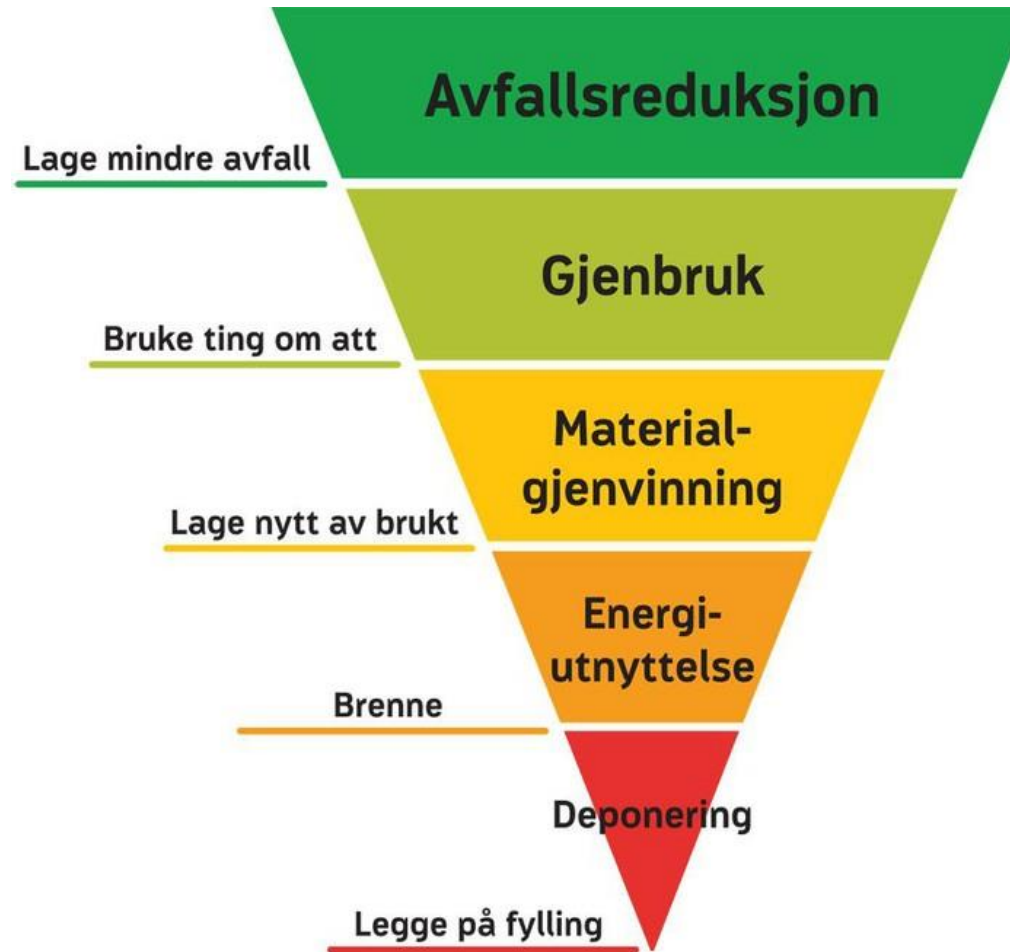 Avfallsreduksjon
Lage mindre avfall
Gjenbruk
Bruke ting om att
Material-
gjenvinning
Lage nytt av brukt
Energi-
utnyttelse
Brenne
Deponering
Legge på fylling